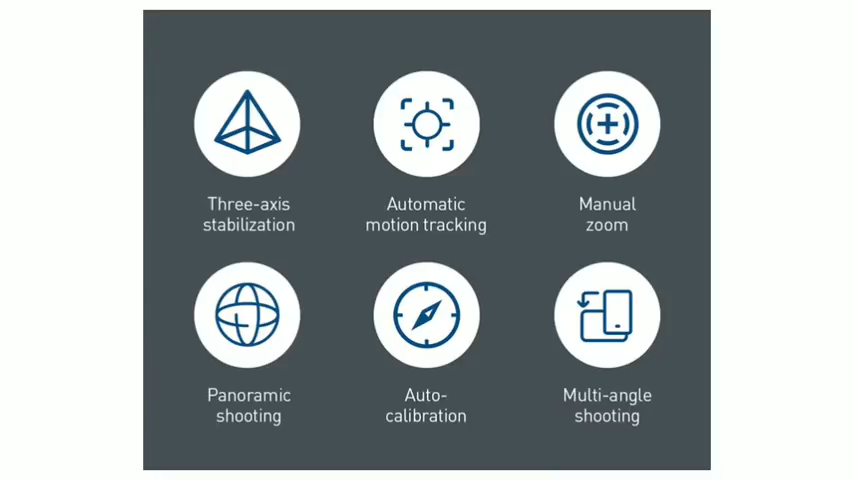 Three-axis
stabilization
Automatic
motion tracking
Manual
zoom
Panoramic
shooting
Auto-
calibration
Multi-angle
shooting